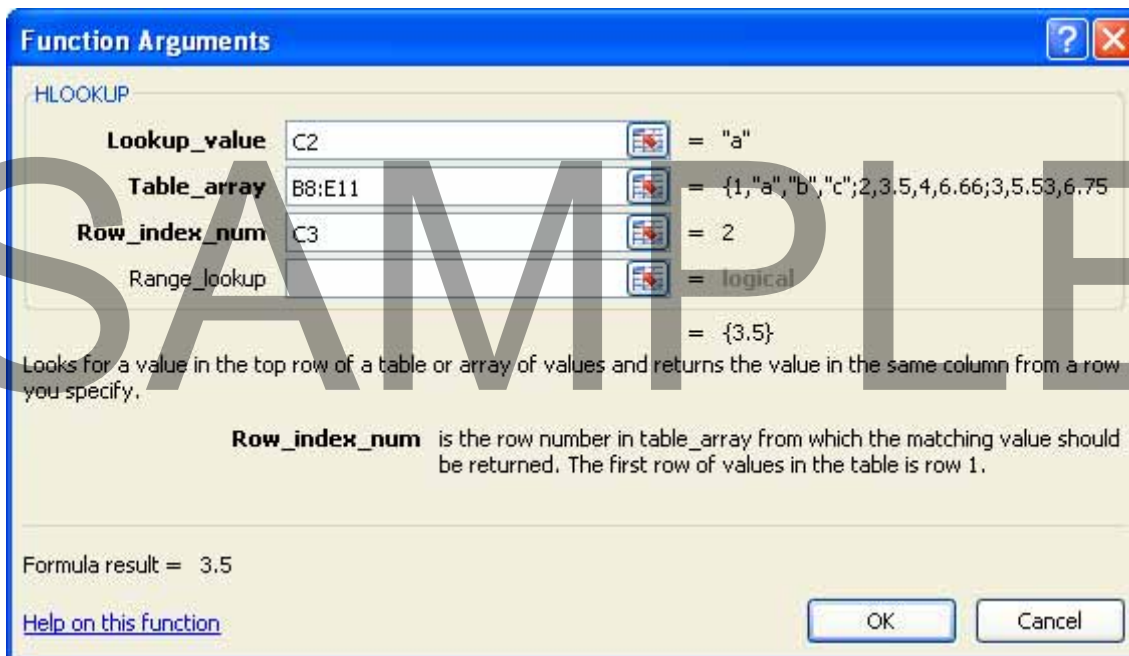 Function Arguments
HLOOKUP
Lookup_value C2 = "a"
Table_array B8:E11 = {1,"a","b","c";2,3.5,4,6.66;3,5.53,6.75
Row_index_num C3 = 2
Range_lookup = logical
= {3.5}
SAMPLE
Looks for a value in the top row of a table or array of values and returns the value in the same column from a row
you specify.
Row_index_num is the row number in table_array from which the matching value should
be returned. The first row of values in the table is row 1.
Formula result = 3.5
Help on this function
OK Cancel